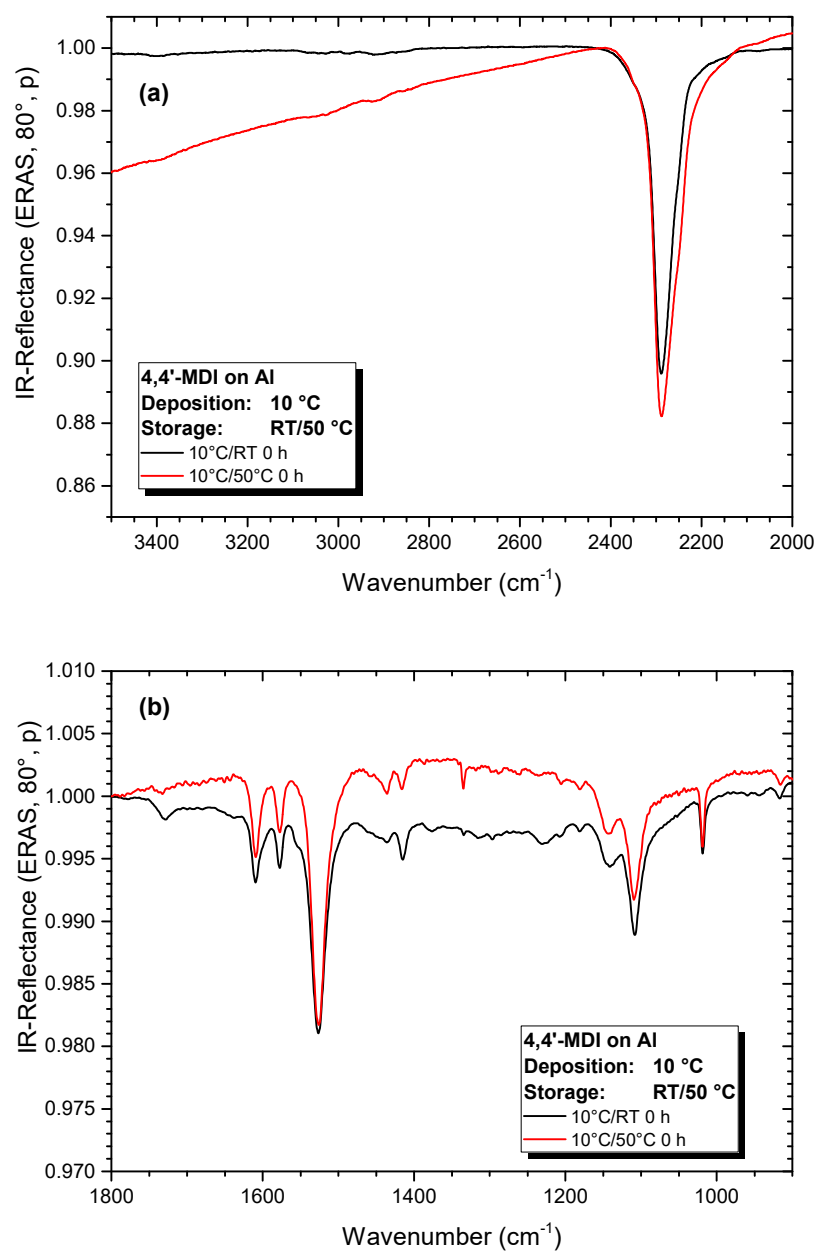 IR-Reflectance (ERAS, 80°, p)
1.00
0.98
0.96
0.94
0.92
0.90
0.88
0.86
(a)
4,4'-MDI on Al
Deposition: 10 °C
Storage: RT/50 °C
10°C/RT 0 h
10°C/50°C 0 h
3400 3200 3000 2800 2600 2400 2200 2000
Wavenumber (cm⁻¹)
IR-Reflectance (ERAS, 80°, p)
1.010
1.005
1.000
0.995
0.990
0.985
0.980
0.975
0.970
(b)
4,4'-MDI on Al
Deposition: 10 °C
Storage: RT/50 °C
10°C/RT 0 h
10°C/50°C 0 h
1800 1600 1400 1200 1000
Wavenumber (cm⁻¹)